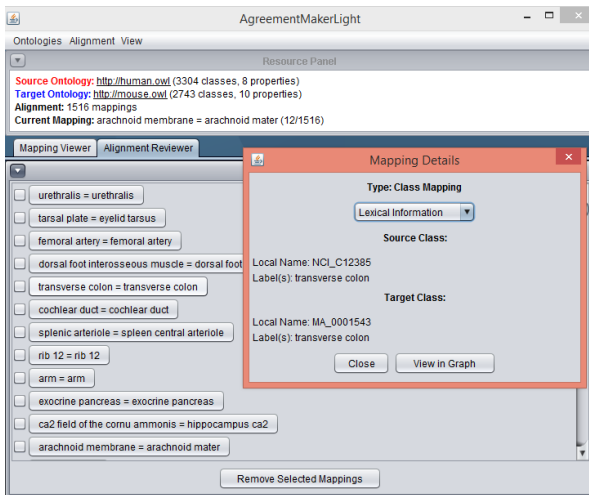 AgreementMakerLight
Ontologies Alignment View
Resource Panel
Source Ontology: http://human.owl (3304 classes, 8 properties)
Target Ontology: http://mouse.owl (2743 classes, 10 properties)
Alignment: 1516 mappings
Current Mapping: arachnoid membrane = arachnoid mater (12/1516)
Mapping Viewer Alignment Reviewer
urethralis = urethralis
tarsal plate = eyelid tarsus
femoral artery = femoral artery
dorsal foot interosseous muscle = dorsal foot
transverse colon = transverse colon
cochlear duct = cochlear duct
splenic arteriole = spleen central arteriole
rib 12 = rib 12
arm = arm
exocrine pancreas = exocrine pancreas
ca2 field of the cornu ammonis = hippocampus ca2
arachnoid membrane = arachnoid mater
Remove Selected Mappings
Mapping Details
Type: Class Mapping
Lexical Information
Source Class:
Local Name: NCI_C12385
Label(s): transverse colon
Target Class:
Local Name: MA_0001543
Label(s): transverse colon
Close View in Graph